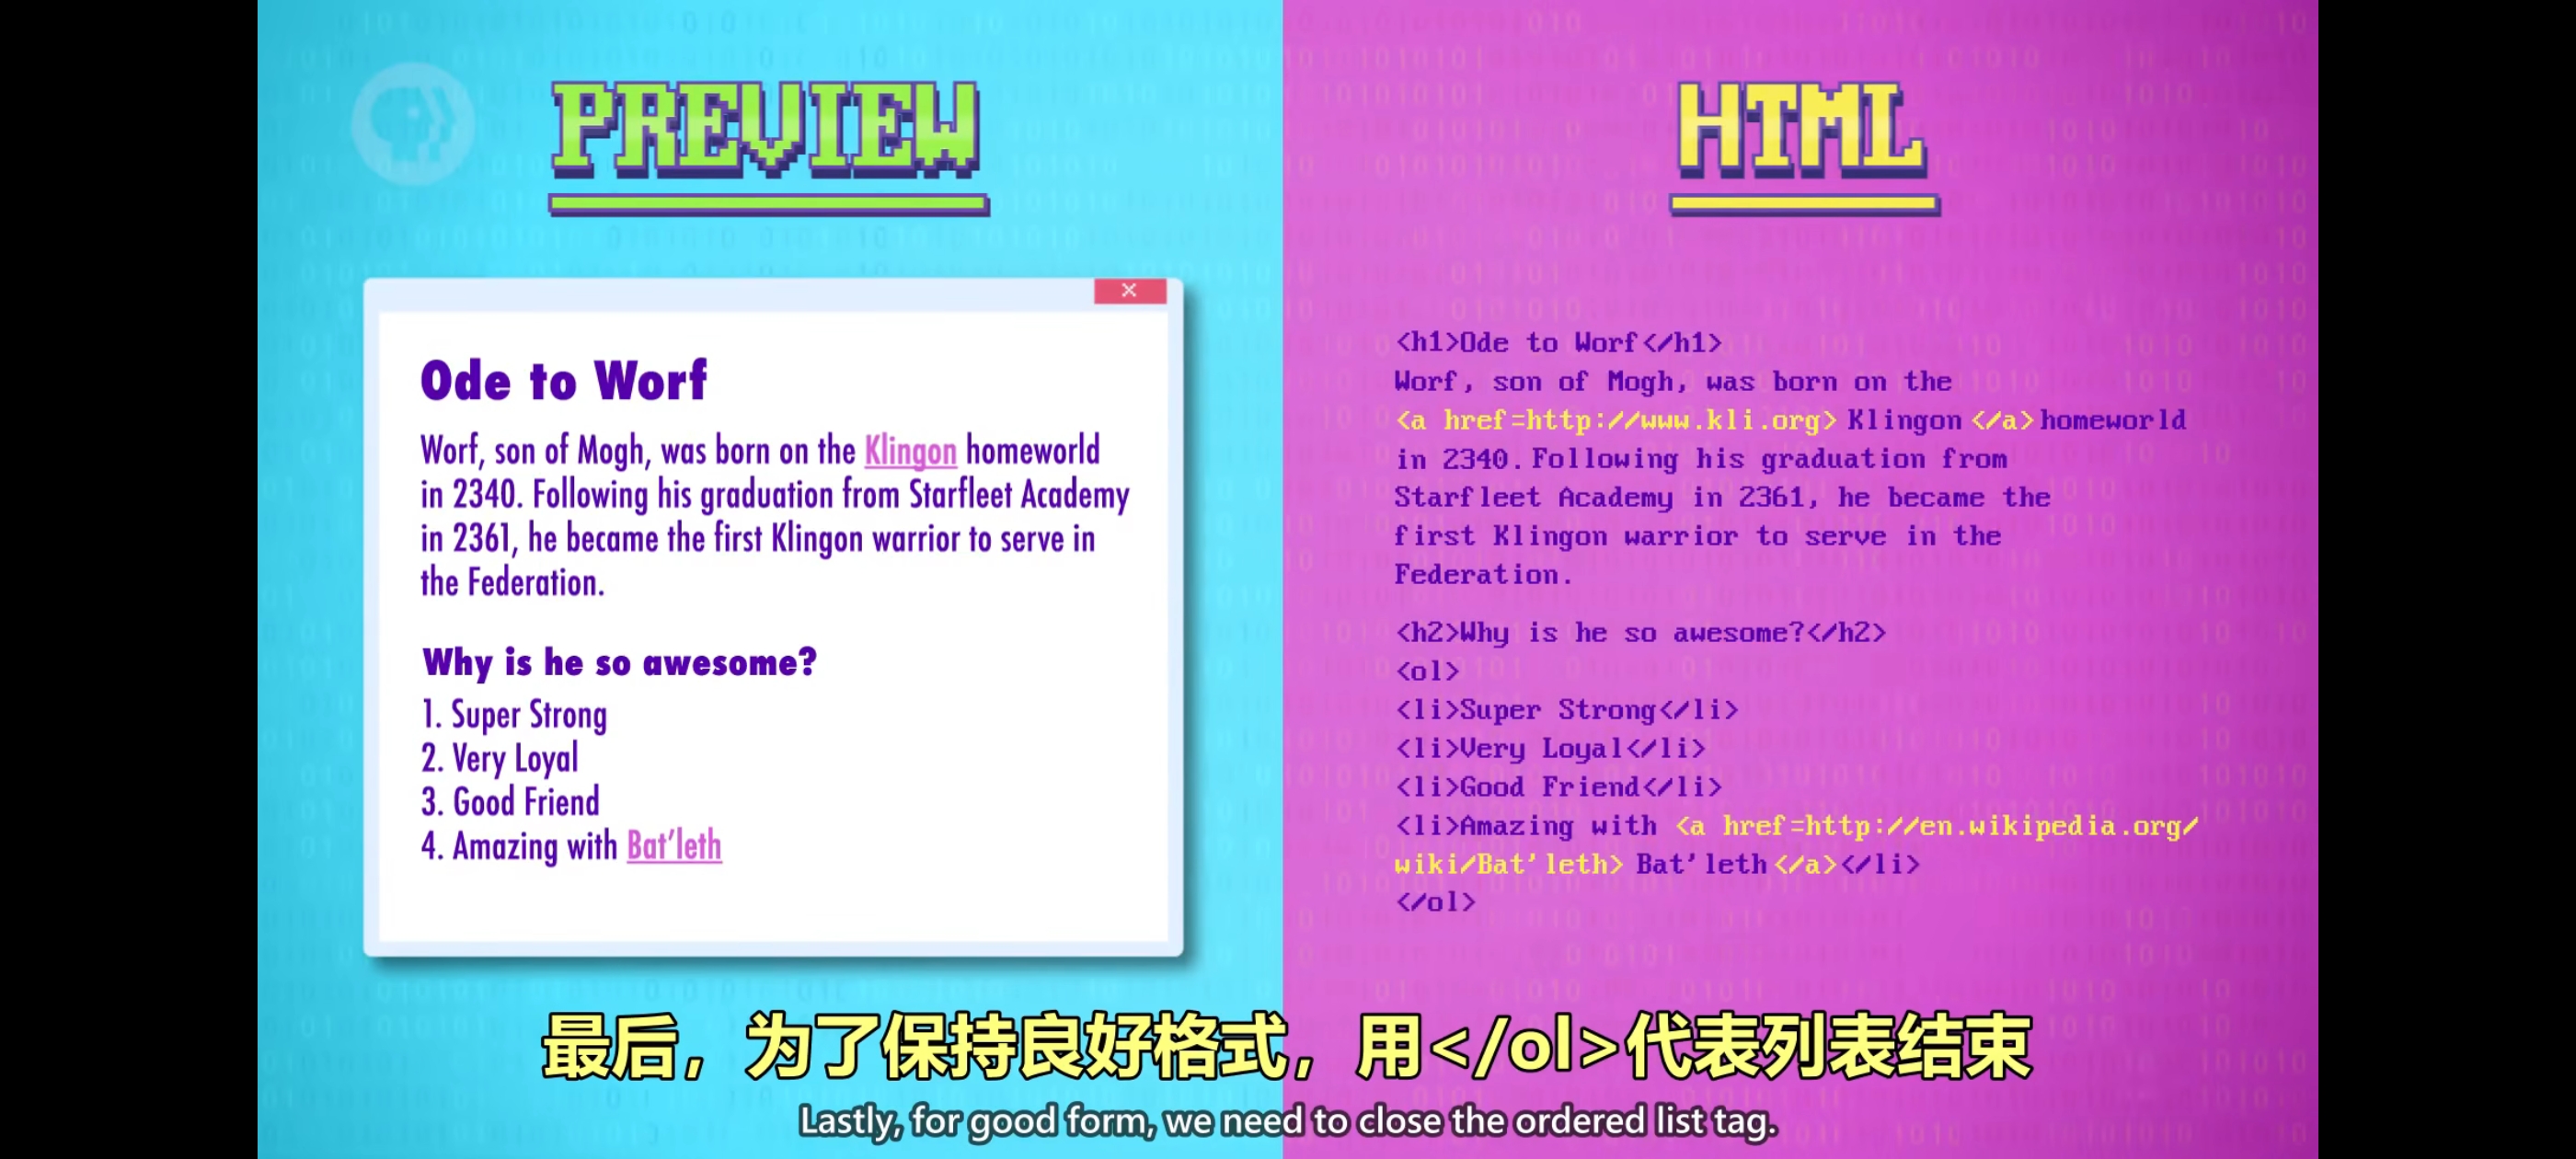 PREVIEW
Ode to Worf
Worf, son of Mogh, was born on the Klingon homeworld
in 2340. Following his graduation from Starfleet Academy
in 2361, he became the first Klingon warrior to serve in
the Federation.
Why is he so awesome?
1. Super Strong
2. Very Loyal
3. Good Friend
4. Amazing with Bat’leth
HTML
<h1>Ode to Worf</h1>
Worf, son of Mogh, was born on the
<a href=http://www.kli.org> Klingon </a> homeworld
in 2340. Following his graduation from
Starfleet Academy in 2361, he became the
first Klingon warrior to serve in the
Federation.
<h2>Why is he so awesome?</h2>
<ol>
<li>Super Strong</li>
<li>Very Loyal</li>
<li>Good Friend</li>
<li>Amazing with <a href=http://en.wikipedia.org/
wiki/Bat’leth> Bat’leth </a></li>
</ol>
最后，为了保持良好格式，用</ol>代表列表结束
Lastly, for good form, we need to close the ordered list tag.